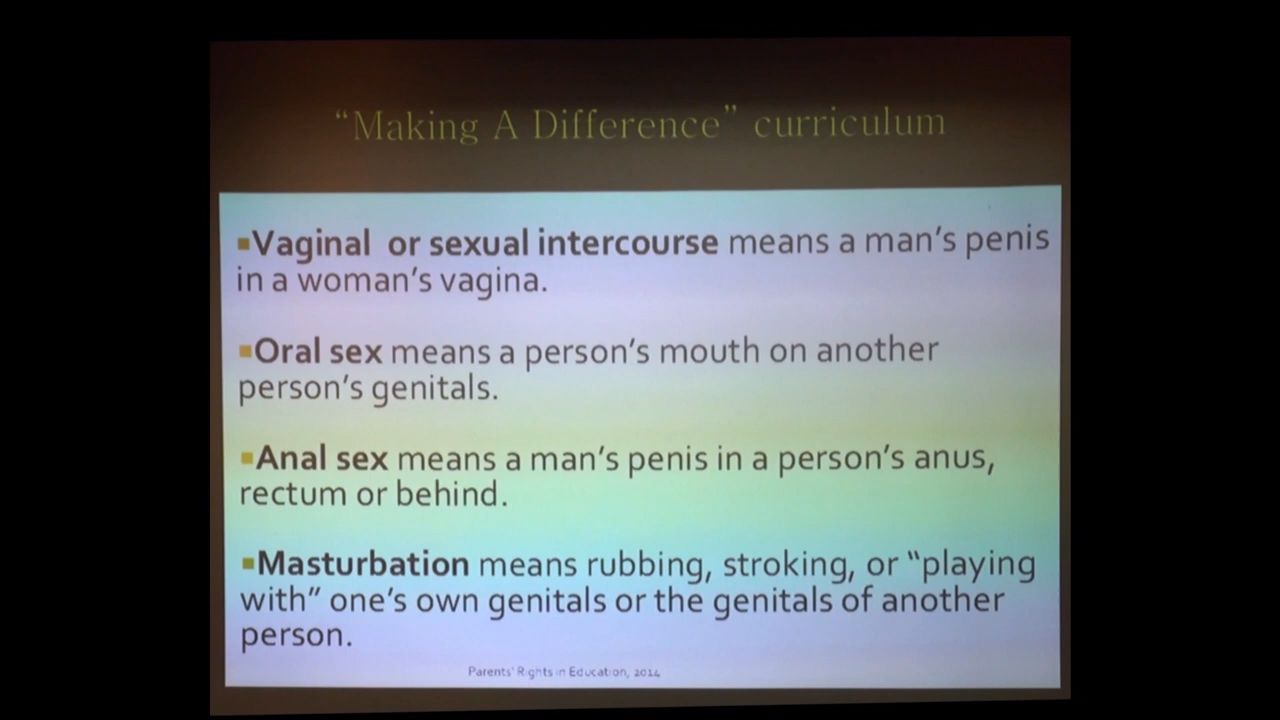 “Making A Difference” curriculum
▪Vaginal or sexual intercourse means a man’s penis
in a woman’s vagina.
▪Oral sex means a person’s mouth on another
person’s genitals.
▪Anal sex means a man’s penis in a person’s anus,
rectum or behind.
▪Masturbation means rubbing, stroking, or “playing
with” one’s own genitals or the genitals of another
person.
Parents’ Rights in Education, 2014